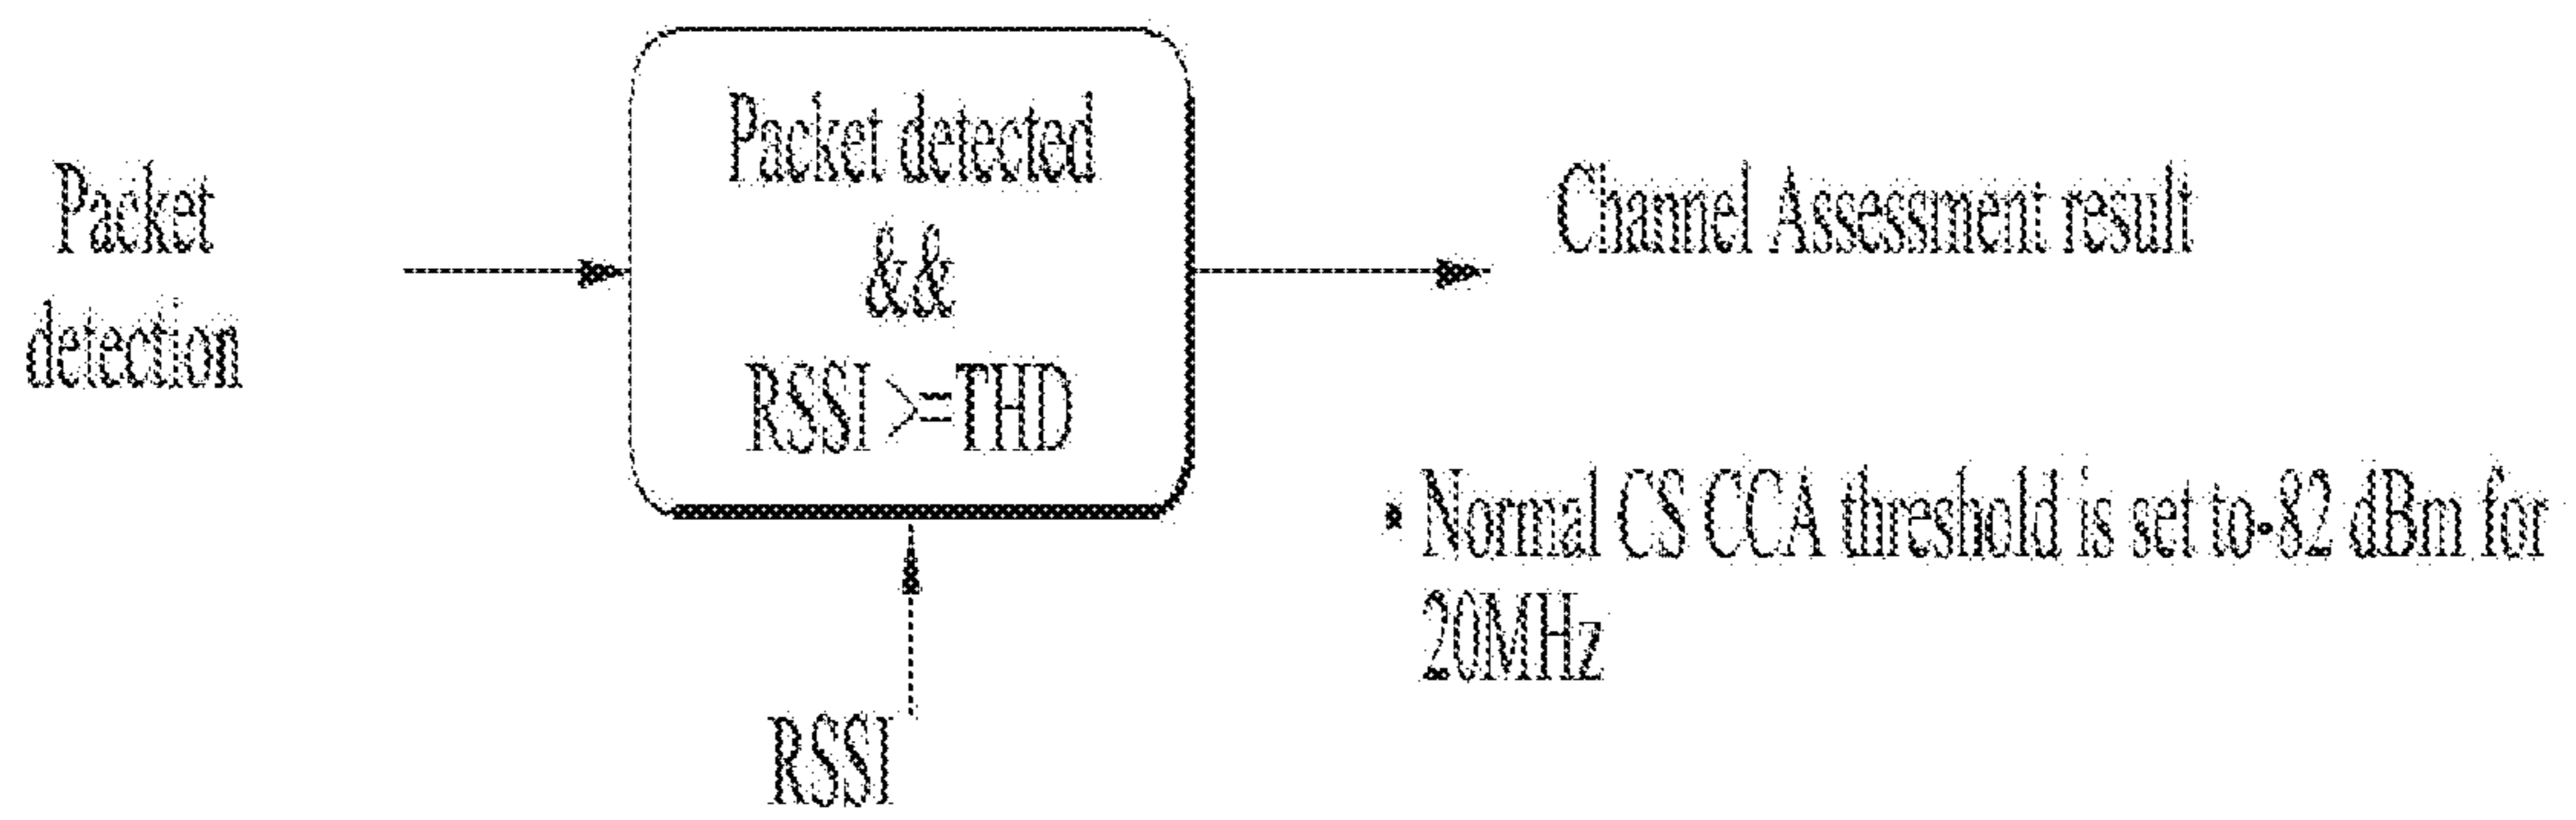 Packet
detection
Packet detected
&&
RSSI >=THD
RSSI
Channel Assessment result
• Normal CS CCA threshold is set to-82 dBm for
20MHz